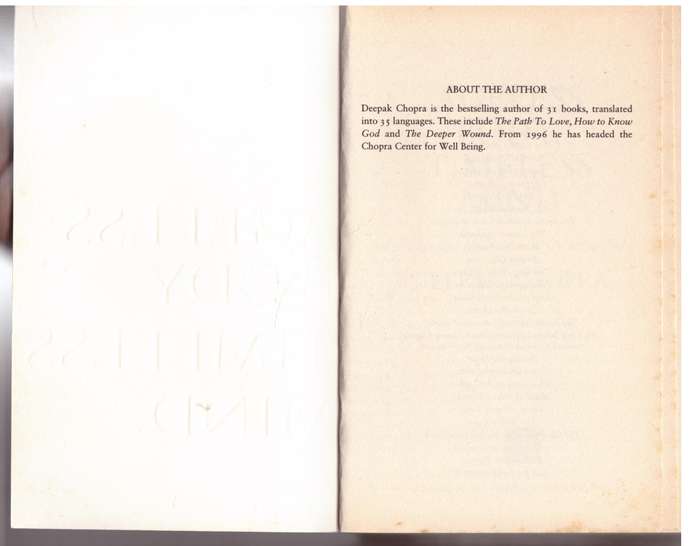 ABOUT THE AUTHOR
Deepak Chopra is the bestselling author of 31 books, translated
into 35 languages. These include The Path To Love, How to Know
God and The Deeper Wound. From 1996 he has headed the
Chopra Center for Well Being.